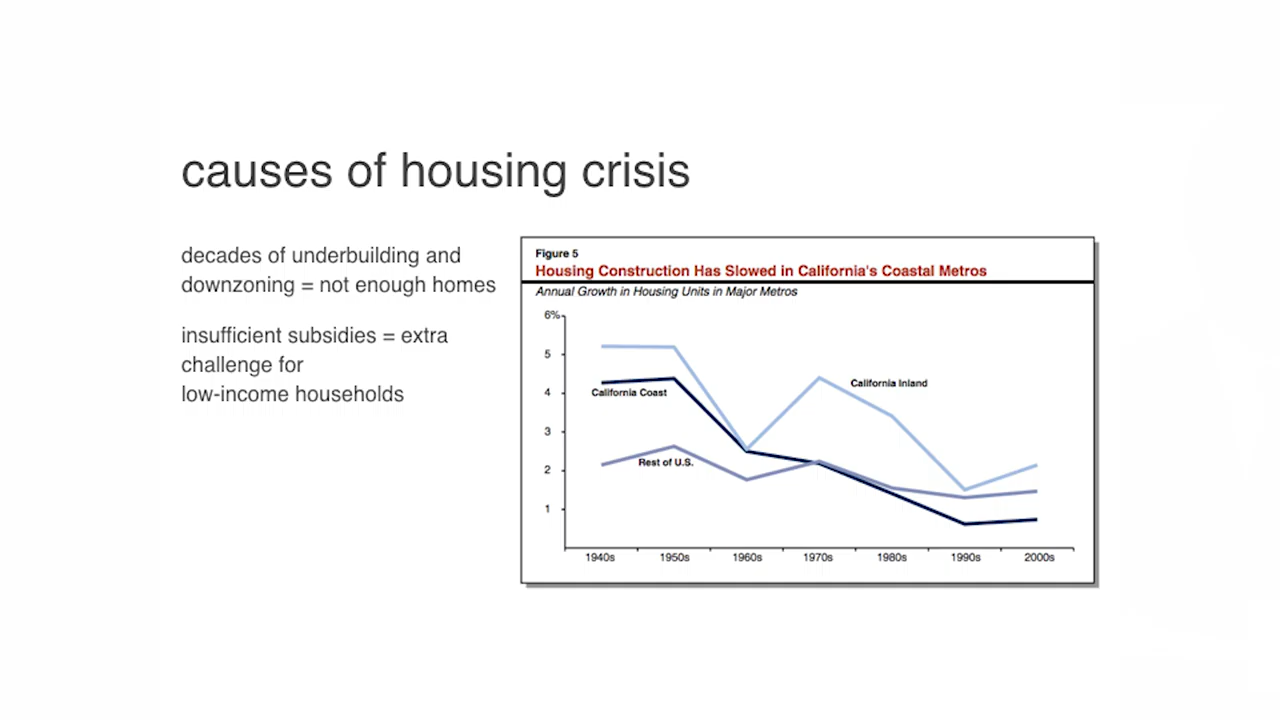 causes of housing crisis
decades of underbuilding and
downzoning = not enough homes
insufficient subsidies = extra
challenge for
low-income households
Figure 5
Housing Construction Has Slowed in California's Coastal Metros
Annual Growth in Housing Units in Major Metros
6%
5
4
3
2
1
California Coast
California Inland
Rest of U.S.
1940s 1950s 1960s 1970s 1980s 1990s 2000s